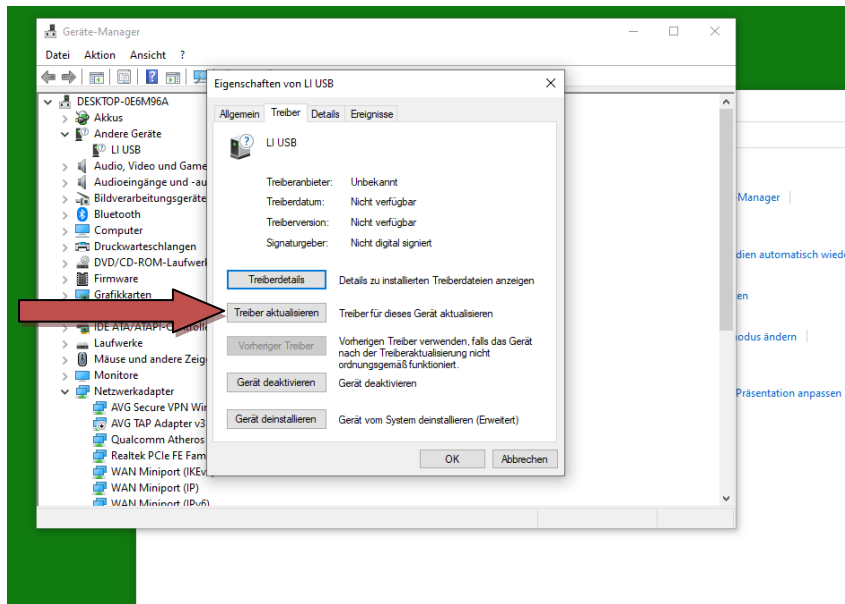 Geräte-Manager
Datei Aktion Ansicht ?
DESKTOP-0E6M96A
Akkus
Andere Geräte
LI USB
Audio, Video und Game
Audioeingänge und -au
Bildverarbeitungsgeräte
Bluetooth
Computer
Druckwarteschlangen
DVD/CD-ROM-Laufwerl
Firmware
Grafikkarten
IDE ATA/ATAPI-Controlle
Laufwerke
Mäuse und andere Zeig
Monitore
Netzwerkadapter
AVG Secure VPN Wir
AVG TAP Adapter v3
Qualcomm Atheros
Realtek PCIe FE Fam
WAN Miniport (IKEv
WAN Miniport (IP)
WAN Miniport (IPv6)
Eigenschaften von LI USB
Allgemein Treiber Details Ereignisse
LI USB
Treiberanbieter: Unbekannt
Treiberdatum: Nicht verfügbar
Treiberversion: Nicht verfügbar
Signaturgeber: Nicht digital signiert
Treiberdetails Details zu installierten Treiberdateien anzeigen
Treiber aktualisieren Treiber für dieses Gerät aktualisieren
Vorheriger Treiber Vorherigen Treiber verwenden, falls das Gerät
nach der Treiberaktualisierung nicht
ordnungsgemäß funktioniert.
Gerät deaktivieren Gerät deaktivieren
Gerät deinstallieren Gerät vom System deinstallieren (Erweitert)
OK Abbrechen
-Manager
dien automatisch wied
en
odus ändern
Präsentation anpassen